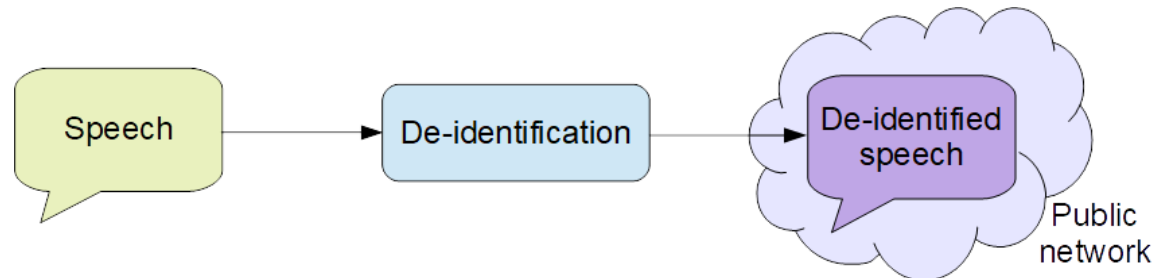 Speech
De-identification
De-identified
speech
Public
network